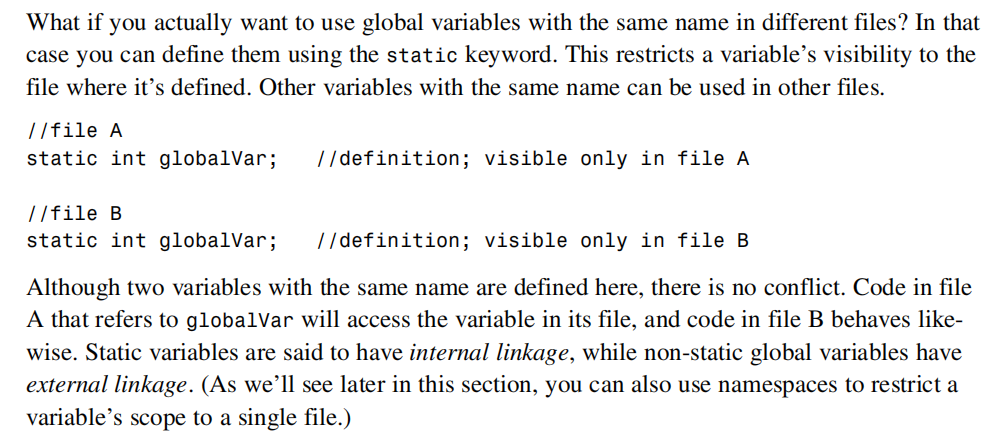 What if you actually want to use global variables with the same name in different files? In that
case you can define them using the static keyword. This restricts a variable’s visibility to the
file where it’s defined. Other variables with the same name can be used in other files.
//file A
static int globalVar;   //definition; visible only in file A
//file B
static int globalVar;   //definition; visible only in file B
Although two variables with the same name are defined here, there is no conflict. Code in file
A that refers to globalVar will access the variable in its file, and code in file B behaves like-
wise. Static variables are said to have internal linkage, while non-static global variables have
external linkage. (As we’ll see later in this section, you can also use namespaces to restrict a
variable’s scope to a single file.)